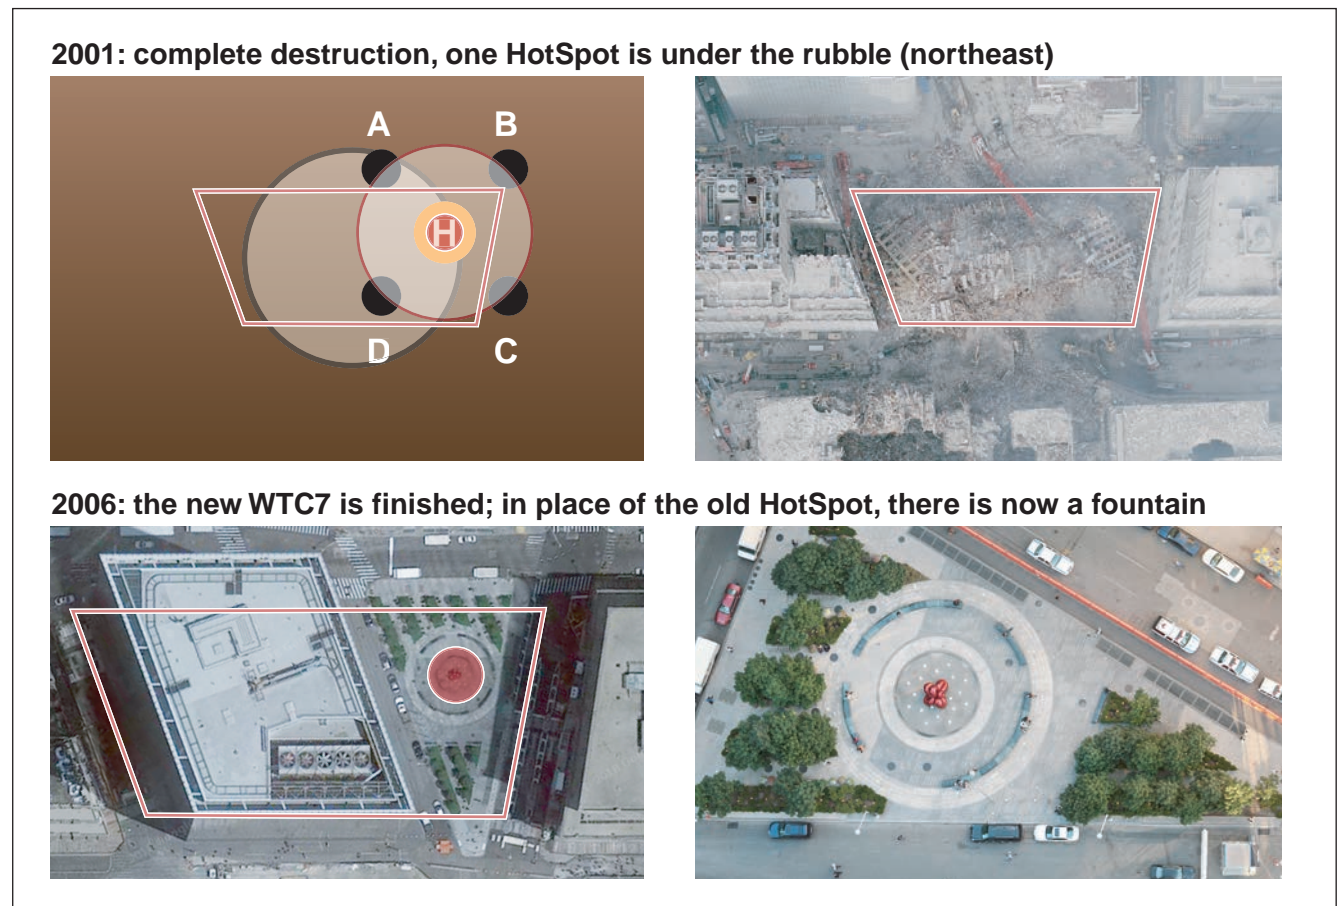 2001: complete destruction, one HotSpot is under the rubble (northeast)
A
B
H
D
C
2006: the new WTC7 is finished; in place of the old HotSpot, there is now a fountain